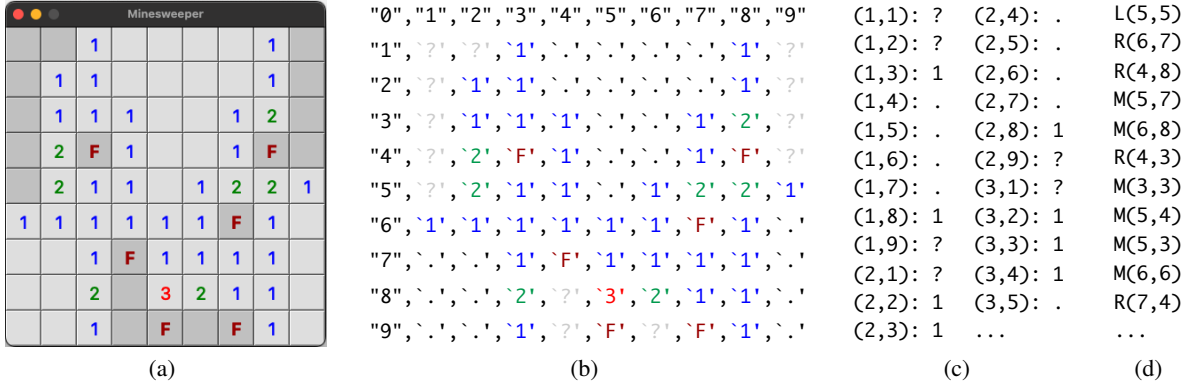 Minesweeper
1 1
1 1 1
1 1 1 1 2
2 F 1 1 F
2 1 1 1 2 2 1
1 1 1 1 1 1 F 1
1 F 1 1 1 1
2 3 2 1 1
1 F F 1
(a)
"0","1","2","3","4","5","6","7","8","9"
"1",`?',`?',`1',`.',`.',`.',`.',`1',`?'
"2",`?',`1',`1',`.',`.',`.',`.',`1',`?'
"3",`?',`1',`1',`1',`.',`.',`1',`2',`?'
"4",`?',`2',`F',`1',`.',`.',`1',`F',`?'
"5",`?',`2',`1',`1',`.',`1',`2',`2',`1'
"6",`1',`1',`1',`1',`1',`1',`F',`1',`.'
"7",`.',`.',`1',`F',`1',`1',`1',`1',`.'
"8",`.',`.',`2',`?',`3',`2',`1',`1',`.'
"9",`.',`.',`1',`?',`F',`?',`F',`1',`.'
(b)
(1,1): ? (2,4): .
(1,2): ? (2,5): .
(1,3): 1 (2,6): .
(1,4): . (2,7): .
(1,5): . (2,8): 1
(1,6): . (2,9): ?
(1,7): . (3,1): ?
(1,8): 1 (3,2): 1
(1,9): ? (3,3): 1
(2,1): ? (3,4): 1
(2,2): 1 (3,5): .
(2,3): 1 ...
(c)
L(5,5)
R(6,7)
R(4,8)
M(5,7)
M(6,8)
R(4,3)
M(3,3)
M(5,4)
M(5,3)
M(6,6)
R(7,4)
...
(d)